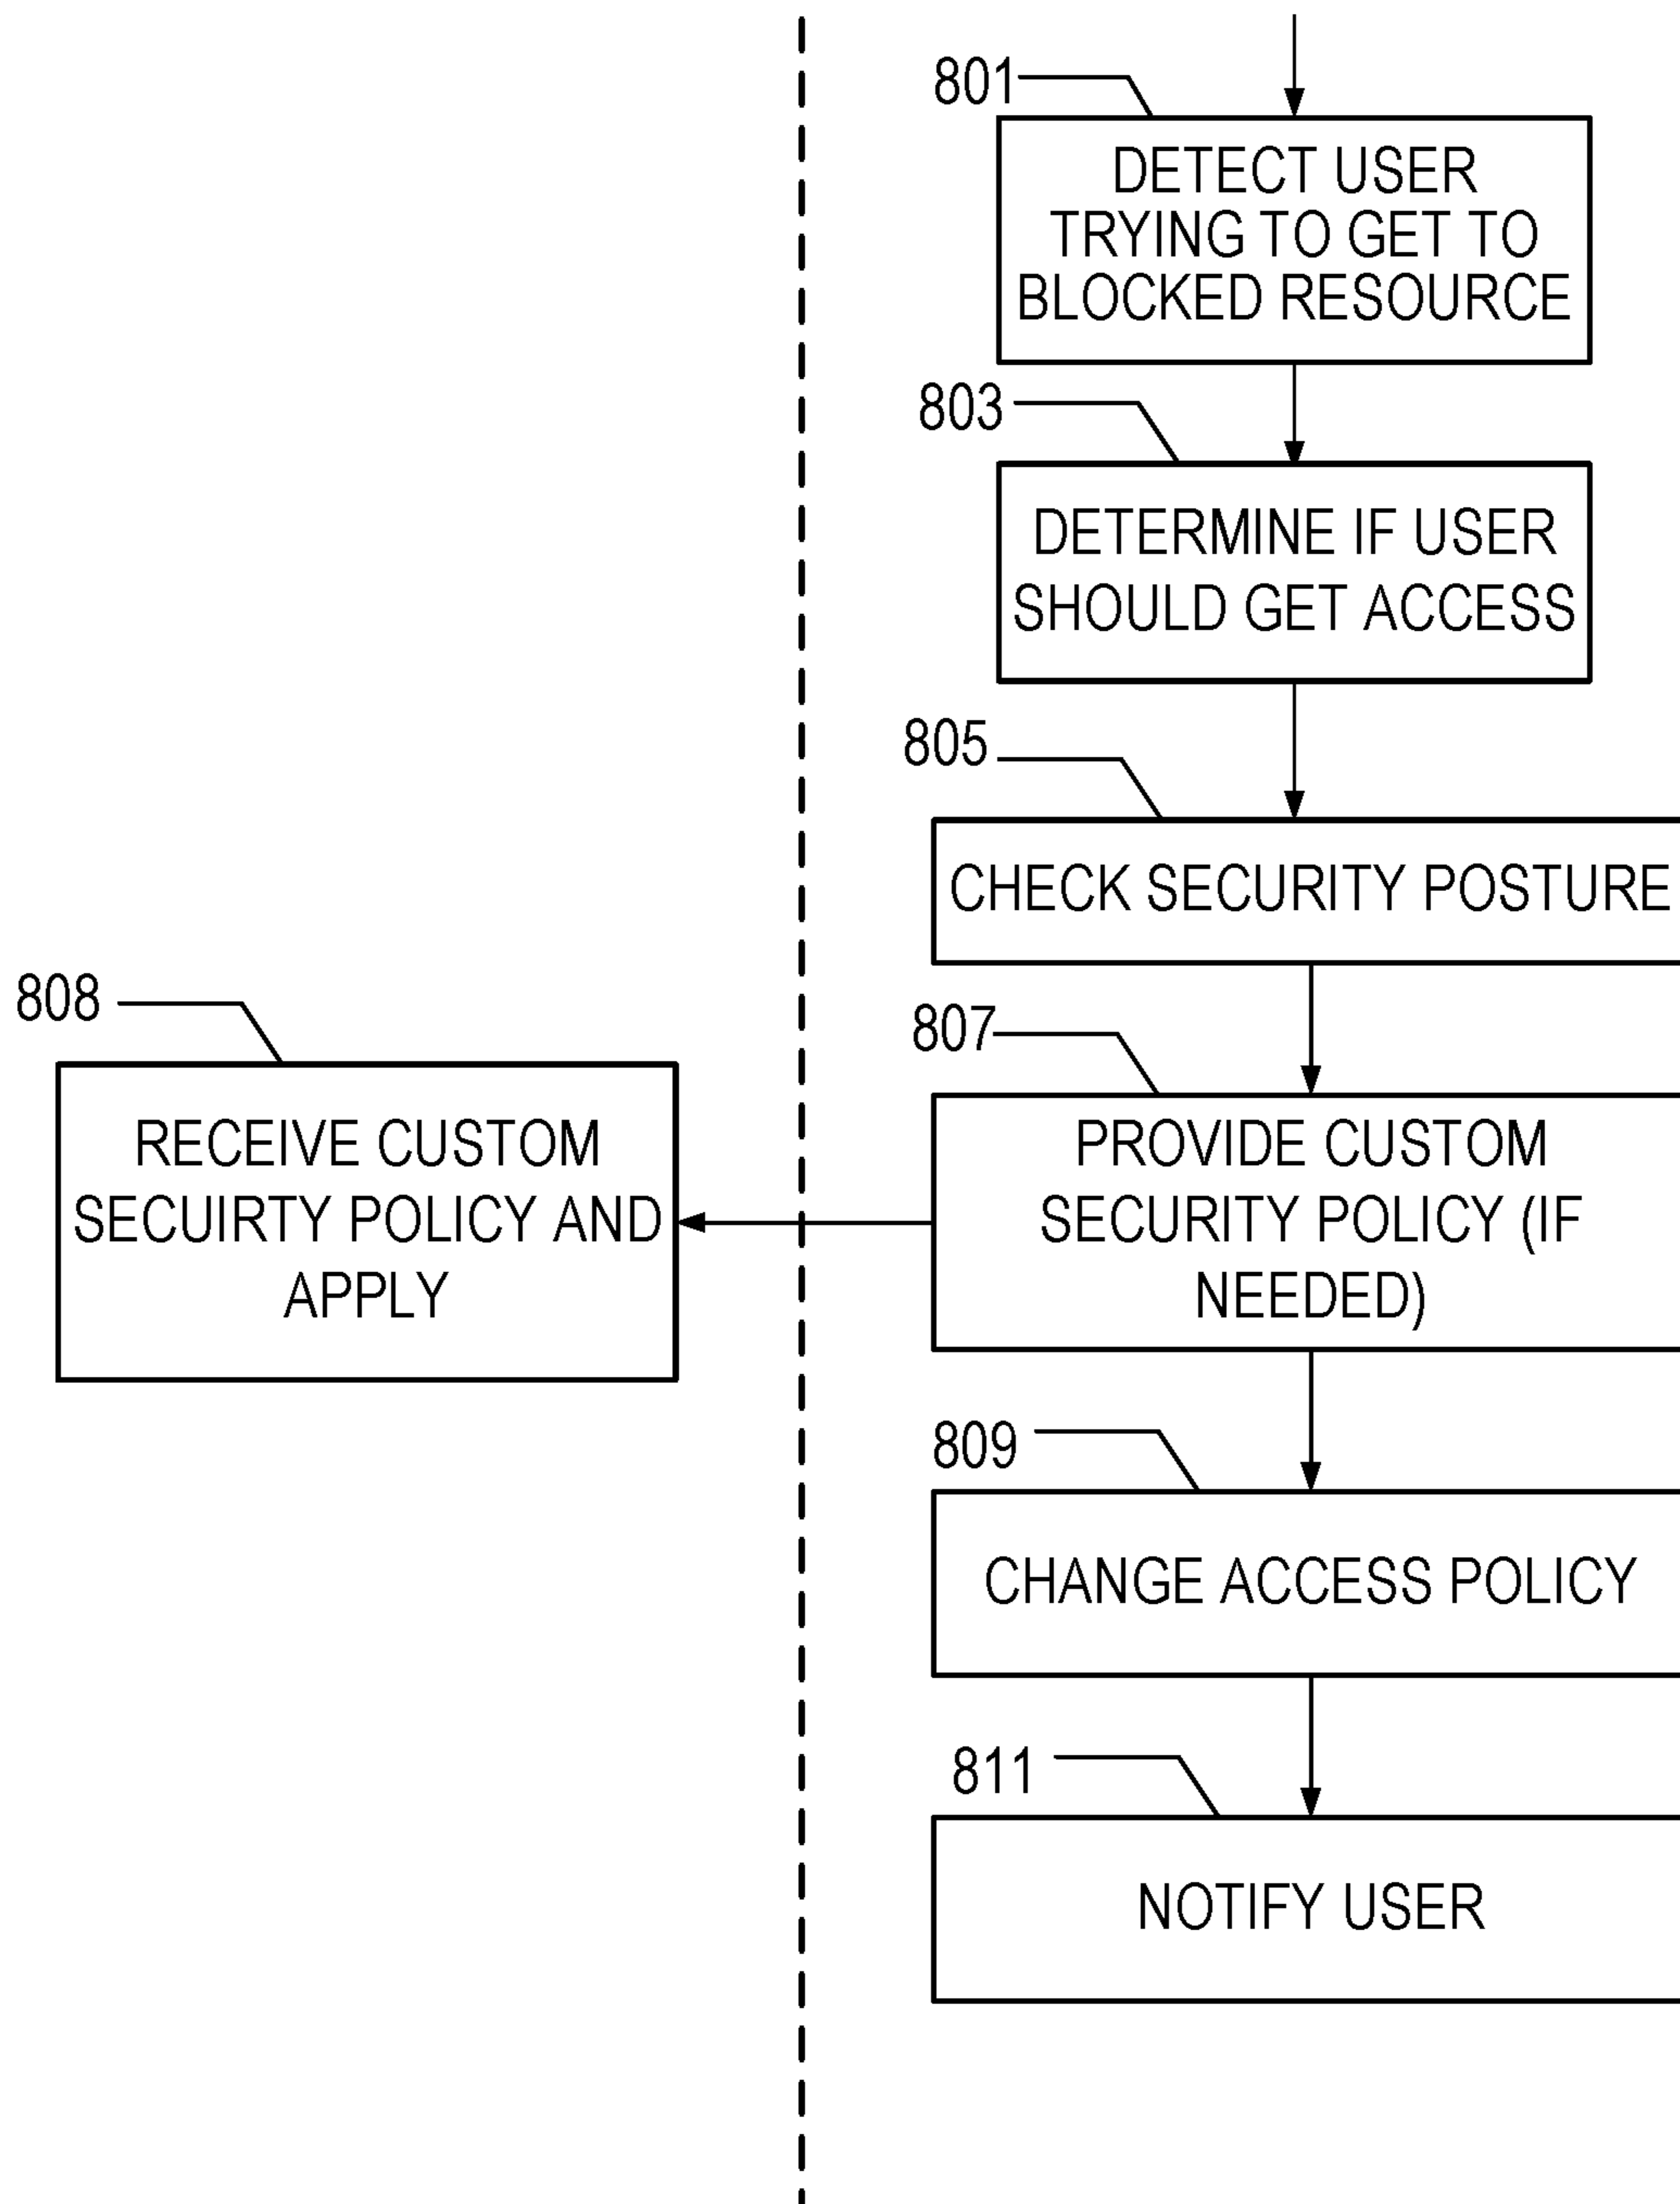 801
DETECT USER
TRYING TO GET TO
BLOCKED RESOURCE
803
DETERMINE IF USER
SHOULD GET ACCESS
805
CHECK SECURITY POSTURE
807
PROVIDE CUSTOM
SECURITY POLICY (IF
NEEDED)
808
RECEIVE CUSTOM
SECUIRTY POLICY AND
APPLY
809
CHANGE ACCESS POLICY
811
NOTIFY USER